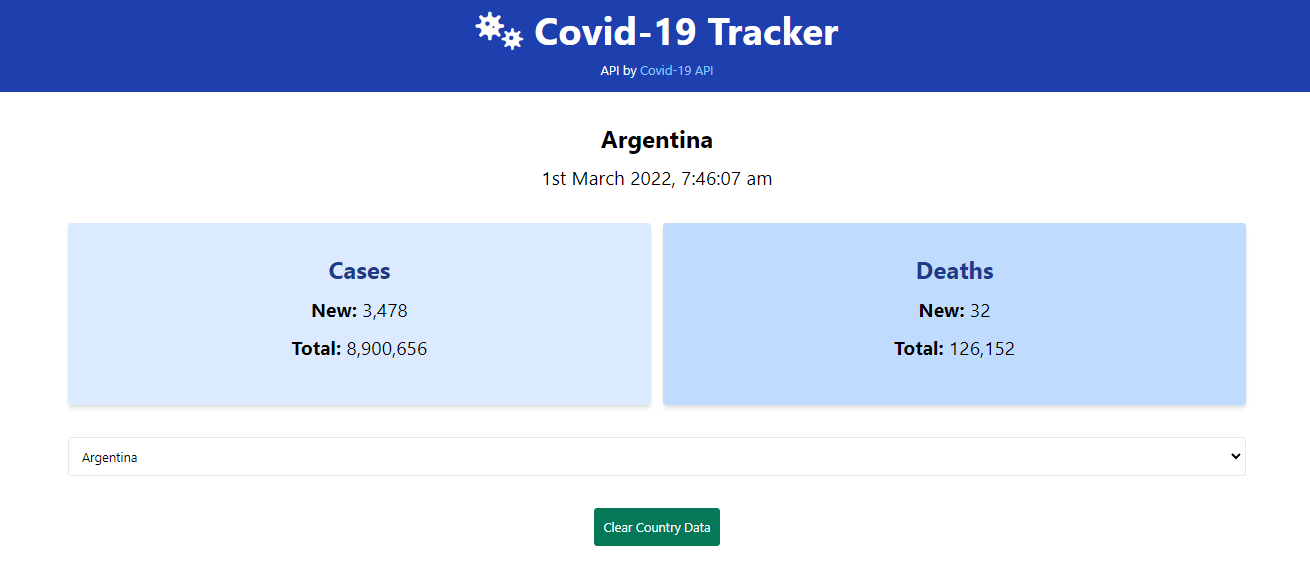 Covid-19 Tracker
API by Covid-19 API
Argentina
1st March 2022, 7:46:07 am
Cases
New: 3,478
Total: 8,900,656
Deaths
New: 32
Total: 126,152
Argentina
Clear Country Data